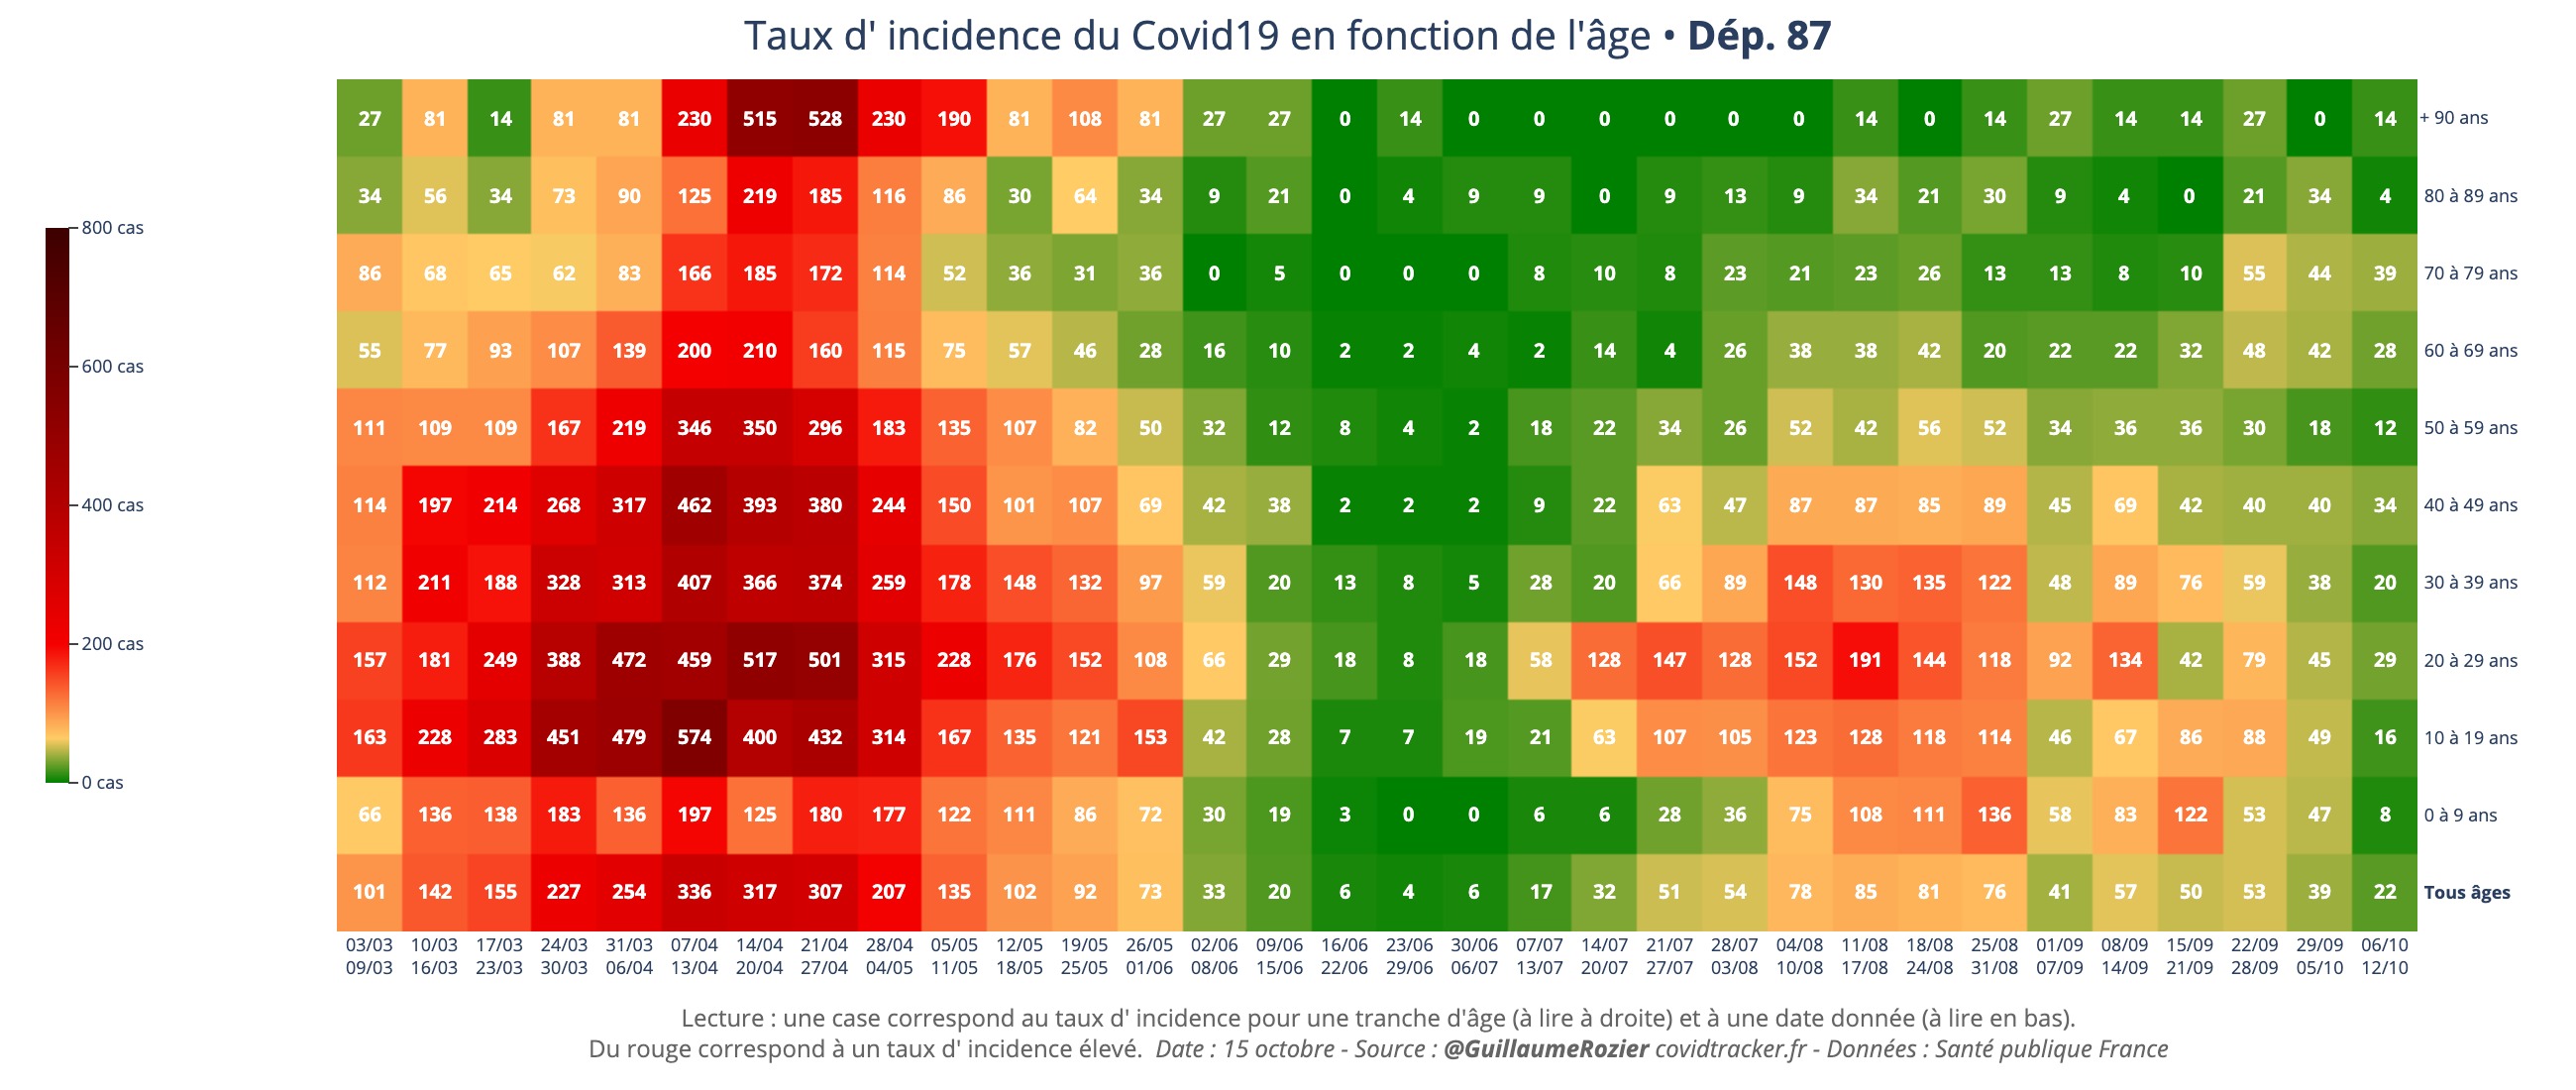 Taux d' incidence du Covid19 en fonction de l'âge • Dép. 87
27 81 14 81 81 230 515 528 230 190 81 108 81 27 27 0 14 0 0 0 0 0 0 14 0 14 27 14 14 27 0 14 + 90 ans
34 56 34 73 90 125 219 185 116 86 30 64 34 9 21 0 4 9 9 0 9 13 9 34 21 30 9 4 0 21 34 4 80 à 89 ans
86 68 65 62 83 166 185 172 114 52 36 31 36 0 5 0 0 0 8 10 8 23 21 23 26 13 13 8 10 55 44 39 70 à 79 ans
55 77 93 107 139 200 210 160 115 75 57 46 28 16 10 2 2 4 2 14 4 26 38 38 42 20 22 22 32 48 42 28 60 à 69 ans
111 109 109 167 219 346 350 296 183 135 107 82 50 32 12 8 4 2 18 22 34 26 52 42 56 52 34 36 36 30 18 12 50 à 59 ans
114 197 214 268 317 462 393 380 244 150 101 107 69 42 38 2 2 2 9 22 63 47 87 87 85 89 45 69 42 40 40 34 40 à 49 ans
112 211 188 328 313 407 366 374 259 178 148 132 97 59 20 13 8 5 28 20 66 89 148 130 135 122 48 89 76 59 38 20 30 à 39 ans
157 181 249 388 472 459 517 501 315 228 176 152 108 66 29 18 8 18 58 128 147 128 152 191 144 118 92 134 42 79 45 29 20 à 29 ans
163 228 283 451 479 574 400 432 314 167 135 121 153 42 28 7 7 19 21 63 107 105 123 128 118 114 46 67 86 88 49 16 10 à 19 ans
66 136 138 183 136 197 125 180 177 122 111 86 72 30 19 3 0 0 6 6 28 36 75 108 111 136 58 83 122 53 47 8 0 à 9 ans
101 142 155 227 254 336 317 307 207 135 102 92 73 33 20 6 4 6 17 32 51 54 78 85 81 76 41 57 50 53 39 22 Tous âges
800 cas
600 cas
400 cas
200 cas
0 cas
03/03 10/03 17/03 24/03 31/03 07/04 14/04 21/04 28/04 05/05 12/05 19/05 26/05 02/06 09/06 16/06 23/06 30/06 07/07 14/07 21/07 28/07 04/08 11/08 18/08 25/08 01/09 08/09 15/09 22/09 29/09 06/10
09/03 16/03 23/03 30/03 06/04 13/04 20/04 27/04 04/05 11/05 18/05 25/05 01/06 08/06 15/06 22/06 29/06 06/07 13/07 20/07 27/07 03/08 10/08 17/08 24/08 31/08 07/09 14/09 21/09 28/09 05/10 12/10
Lecture : une case correspond au taux d' incidence pour une tranche d'âge (à lire à droite) et à une date donnée (à lire en bas).
Du rouge correspond à un taux d' incidence élevé. Date : 15 octobre - Source : @GuillaumeRozier covidtracker.fr - Données : Santé publique France